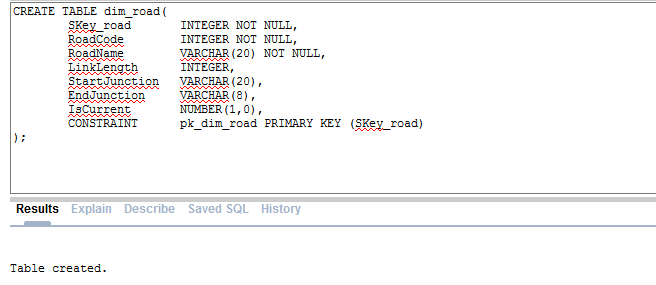 CREATE TABLE dim_road(
SKey_road INTEGER NOT NULL,
RoadCode INTEGER NOT NULL,
RoadName VARCHAR(20) NOT NULL,
LinkLength INTEGER,
StartJunction VARCHAR(20),
EndJunction VARCHAR(8),
IsCurrent NUMBER(1,0),
CONSTRAINT pk_dim_road PRIMARY KEY (SKey_road)
);
Results Explain Describe Saved SQL History
Table created.